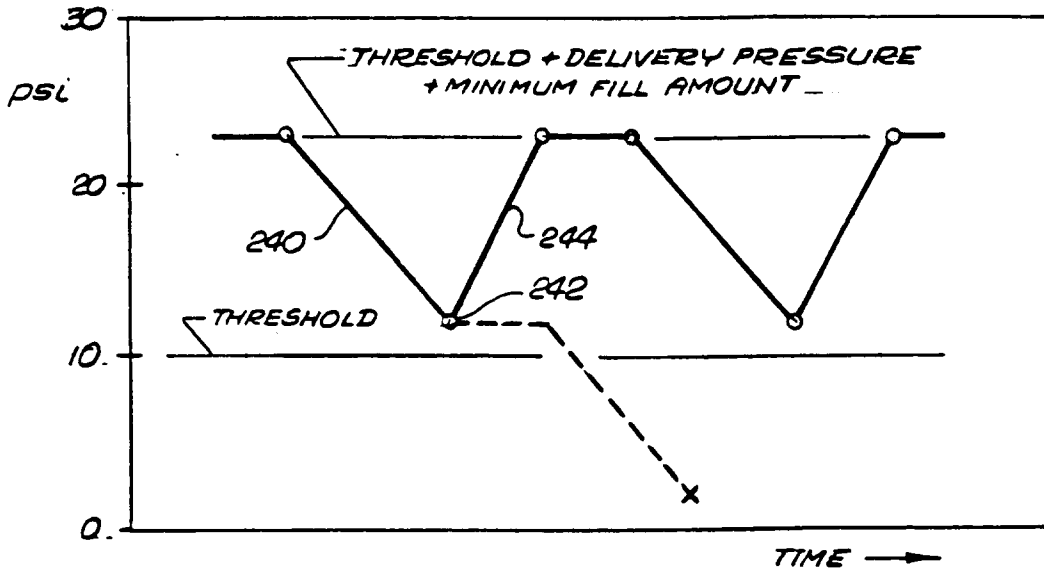 30
THRESHOLD + DELIVERY PRESSURE
+ MINIMUM FILL AMOUNT
psi
20
240
244
242
THRESHOLD
10
0
TIME